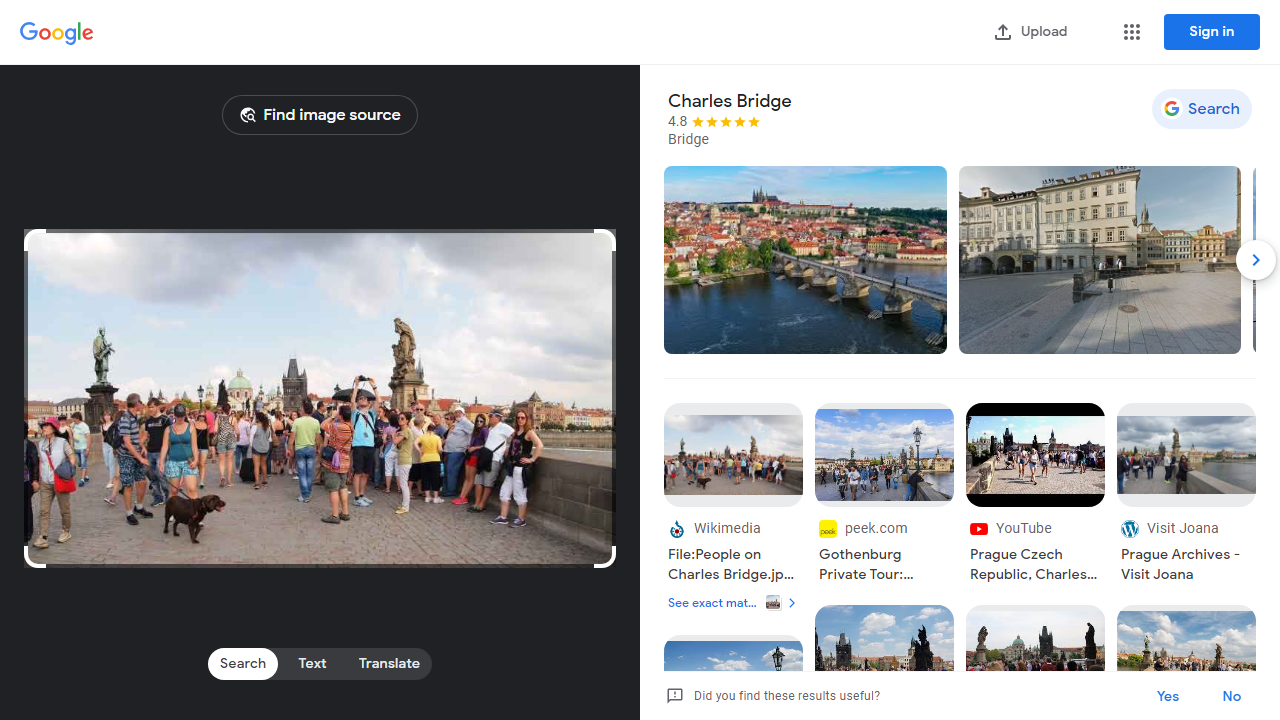 Google
Upload
Sign in
Find image source
Charles Bridge
4.8
Bridge
Search
Wikimedia
File:People on
Charles Bridge.jp...
See exact mat...
peek
peek.com
Gothenburg
Private Tour:...
YouTube
Prague Czech
Republic, Charles...
Visit Joana
Prague Archives -
Visit Joana
Search
Text
Translate
Did you find these results useful?
Yes
No